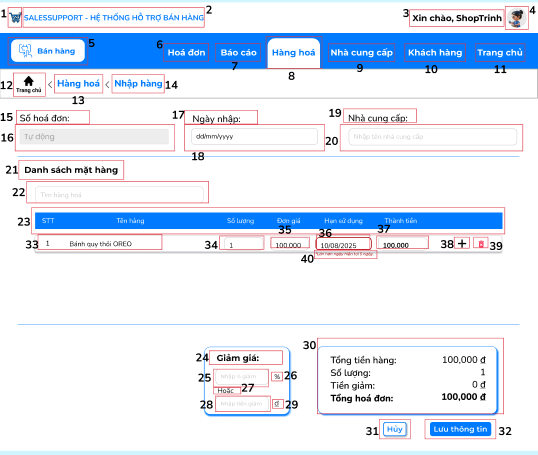 1 SALESSUPPORT - HỆ THỐNG HỖ TRỢ BÁN HÀNG 2
3 Xin chào, ShopTrinh 4
Bán hàng 5
6 Hoá đơn Báo cáo Hàng hoá Nhà cung cấp Khách hàng Trang chủ
7 8 9 10 11
12 Trang chủ < Hàng hoá < Nhập hàng 14
13
15 Số hoá đơn: 17 Ngày nhập: 19 Nhà cung cấp:
16 Tự động dd/mm/yyyy 20 Nhập tên nhà cung cấp
18
21 Danh sách mặt hàng
22 Tên hàng hoá
23 STT Tên hàng Số lượng Đơn giá Hạn sử dụng Thành tiền
35 36 37
33 1 Bánh quy thôi OREO 34 1 100,000 10/08/2025 100,000 38 + 39
40
24 Giảm giá:
25 % 26
Hoặc 27
28 Nhập tiền giảm đ 29
30 Tổng tiền hàng: 100,000 đ
Số lượng: 1
Tiền giảm: 0 đ
Tổng hoá đơn: 100,000 đ
31 Hủy Lưu thông tin 32